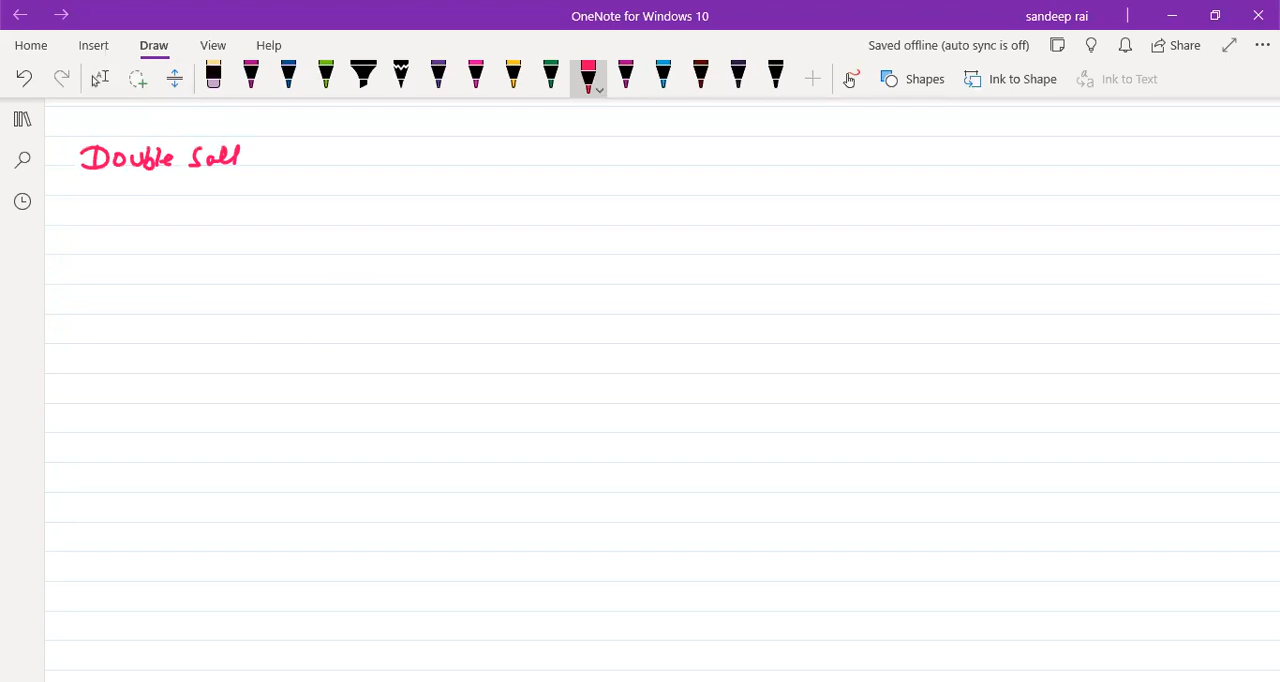 OneNote for Windows 10
sandeep rai
Home Insert Draw View Help
Saved offline (auto sync is off)
Share
Shapes
Ink to Shape
Ink to Text
Double Salt